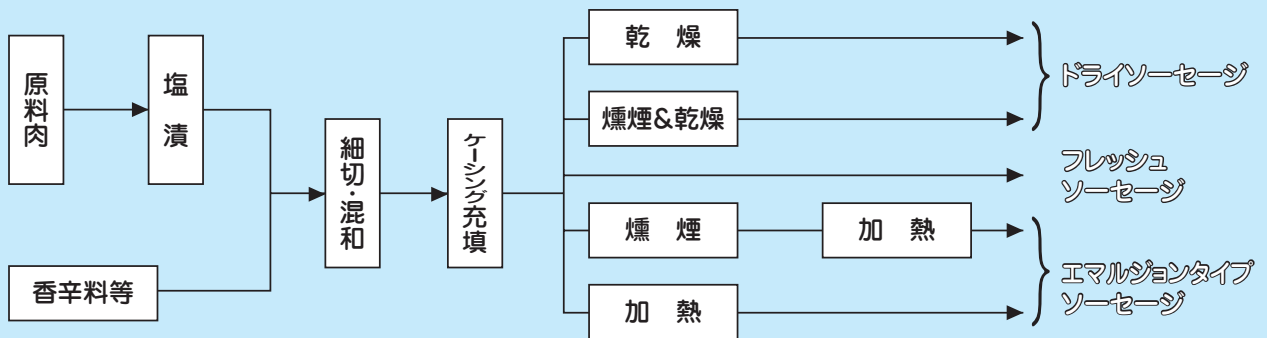 原料肉
塩漬
香辛料等
細切・混和
ケーシング充填
乾燥
燻煙&乾燥
燻煙
加熱
加熱
ドライソーセージ
フレッシュ
ソーセージ
エマルジョンタイプ
ソーセージ